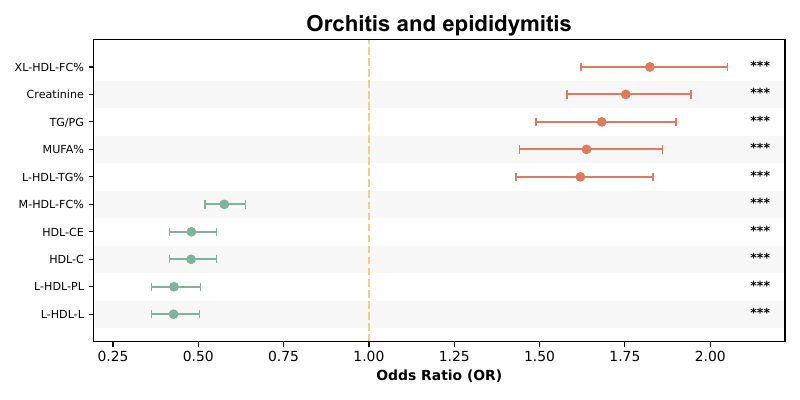 Orchitis and epididymitis
XL-HDL-FC% ***
Creatinine ***
TG/PG ***
MUFA% ***
L-HDL-TG% ***
M-HDL-FC% ***
HDL-CE ***
HDL-C ***
L-HDL-PL ***
L-HDL-L ***
0.25 0.50 0.75 1.00 1.25 1.50 1.75 2.00
Odds Ratio (OR)